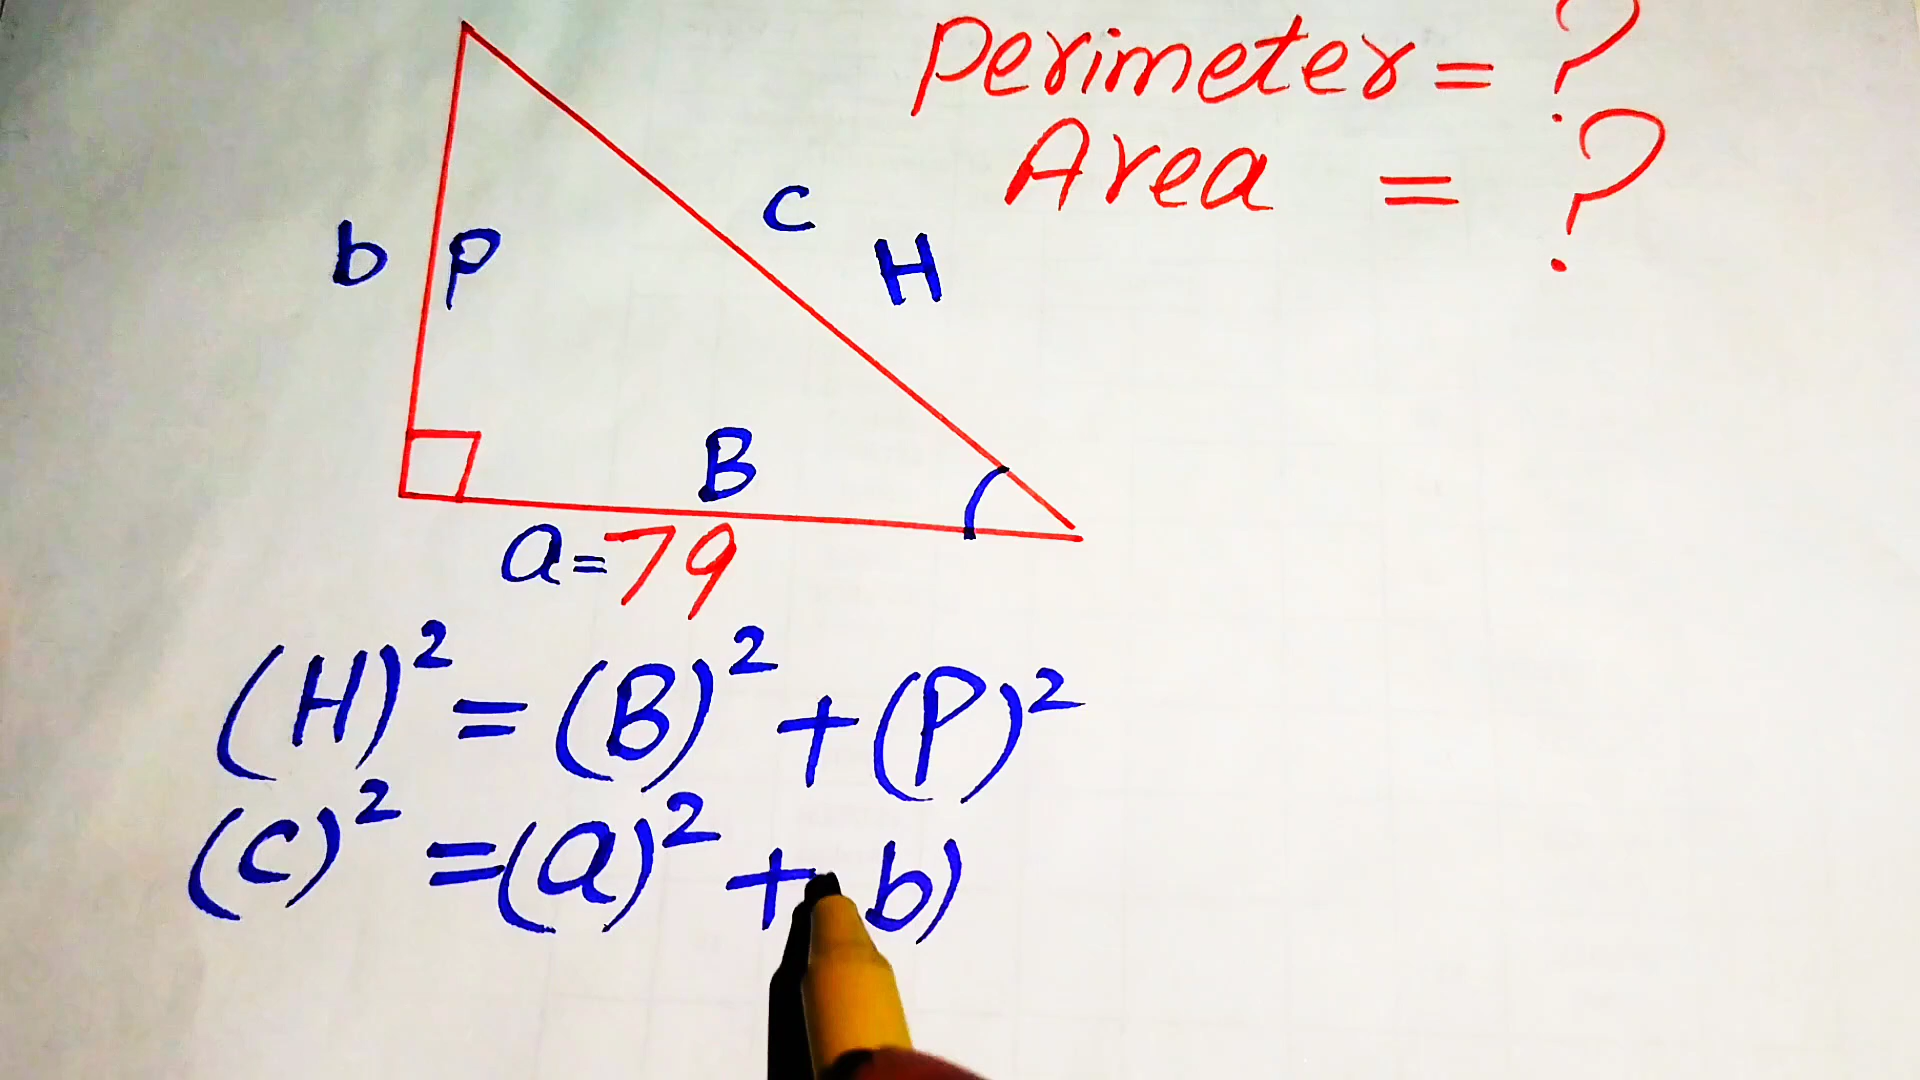 Perimeter = ?
Area = ?
b P
c H
B
a = 79
(H)² = (B)² + (P)²
(c)² = (a)² + b)